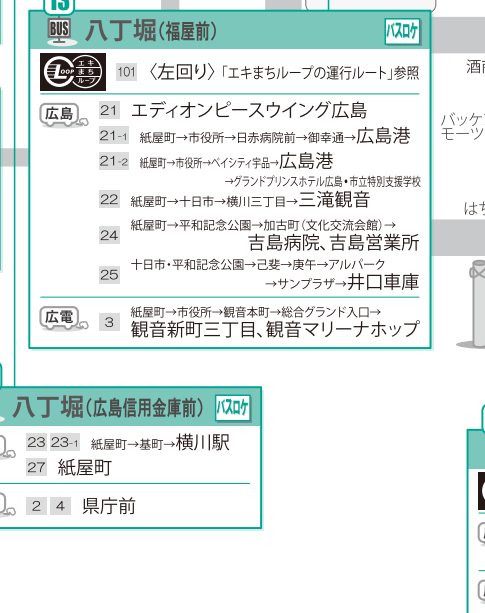 13
BUS 八丁堀(福屋前) バスロケ
エキまちループ LOOP 101 〈左回り〉「エキまちループの運行ルート」参照
広島 21 エディオンピースウイング広島
21-1 紙屋町→市役所→日赤病院前→御幸通→広島港
21-2 紙屋町→市役所→ベイシティ宇品→広島港
→グランドプリンスホテル広島・市立特別支援学校
22 紙屋町→十日市→横川三丁目→三滝観音
24 紙屋町→平和記念公園→加古町(文化交流会館)→
吉島病院、吉島営業所
25 十日市・平和記念公園→己斐→庚午→アルパーク
→サンプラザ→井口車庫
広電 3 紙屋町→市役所→観音本町→総合グランド入口→
観音新町三丁目、観音マリーナホップ
八丁堀(広島信用金庫前) バスロケ
23 23-1 紙屋町→基町→横川駅
27 紙屋町
2 4 県庁前
酒
バッケ
モーツ
は